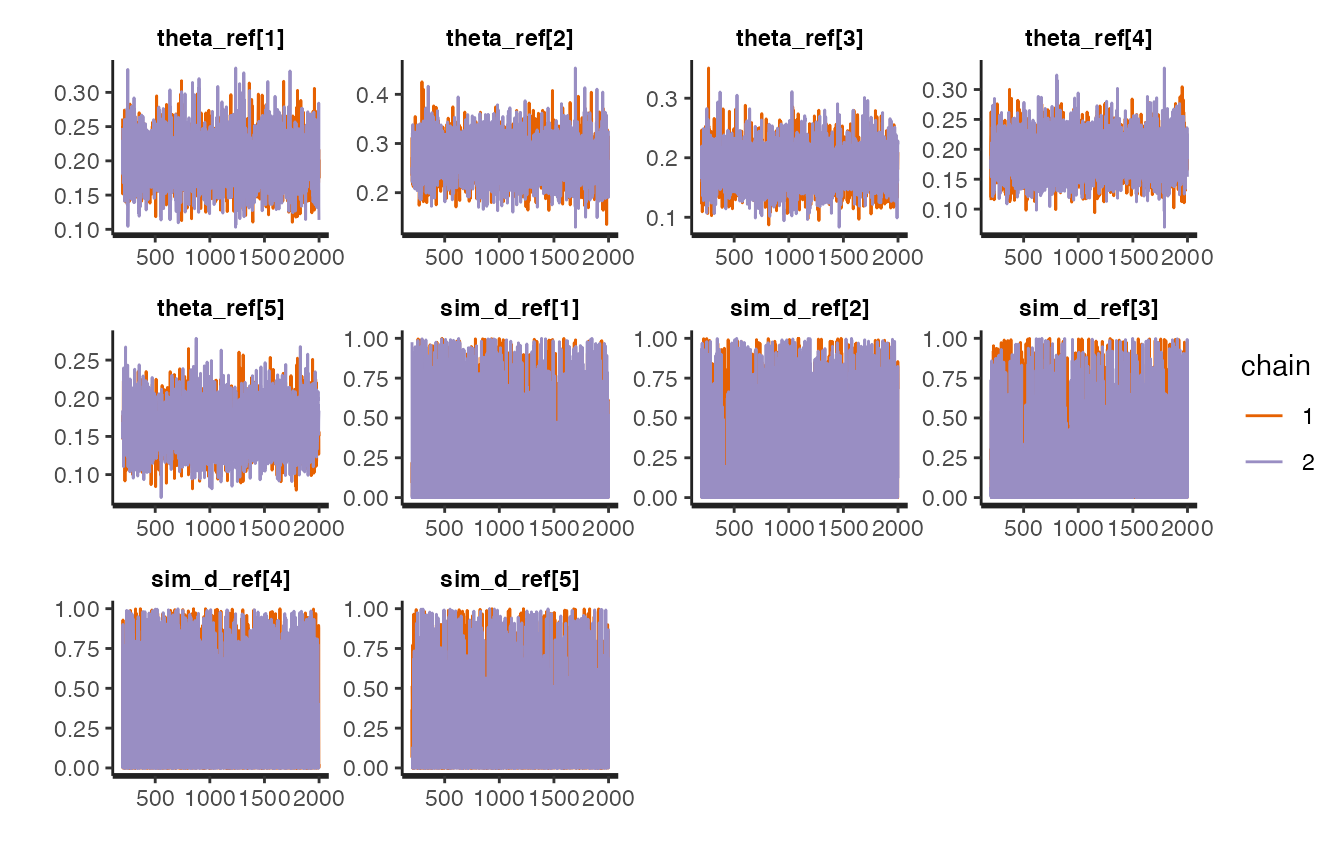 theta_ref[1] theta_ref[2] theta_ref[3] theta_ref[4]
0.30 0.25 0.20 0.15 0.10
0.4 0.3 0.2
0.3 0.2 0.1
0.30 0.25 0.20 0.15 0.10
500 1000 1500 2000 500 1000 1500 2000 500 1000 1500 2000 500 1000 1500 2000
theta_ref[5] sim_d_ref[1] sim_d_ref[2] sim_d_ref[3]
0.25 0.20 0.15 0.10
1.00 0.75 0.50 0.25 0.00
1.00 0.75 0.50 0.25 0.00
1.00 0.75 0.50 0.25 0.00
500 1000 1500 2000 500 1000 1500 2000 500 1000 1500 2000 500 1000 1500 2000
chain
1
2
sim_d_ref[4] sim_d_ref[5]
1.00 0.75 0.50 0.25 0.00
1.00 0.75 0.50 0.25 0.00
500 1000 1500 2000 500 1000 1500 2000